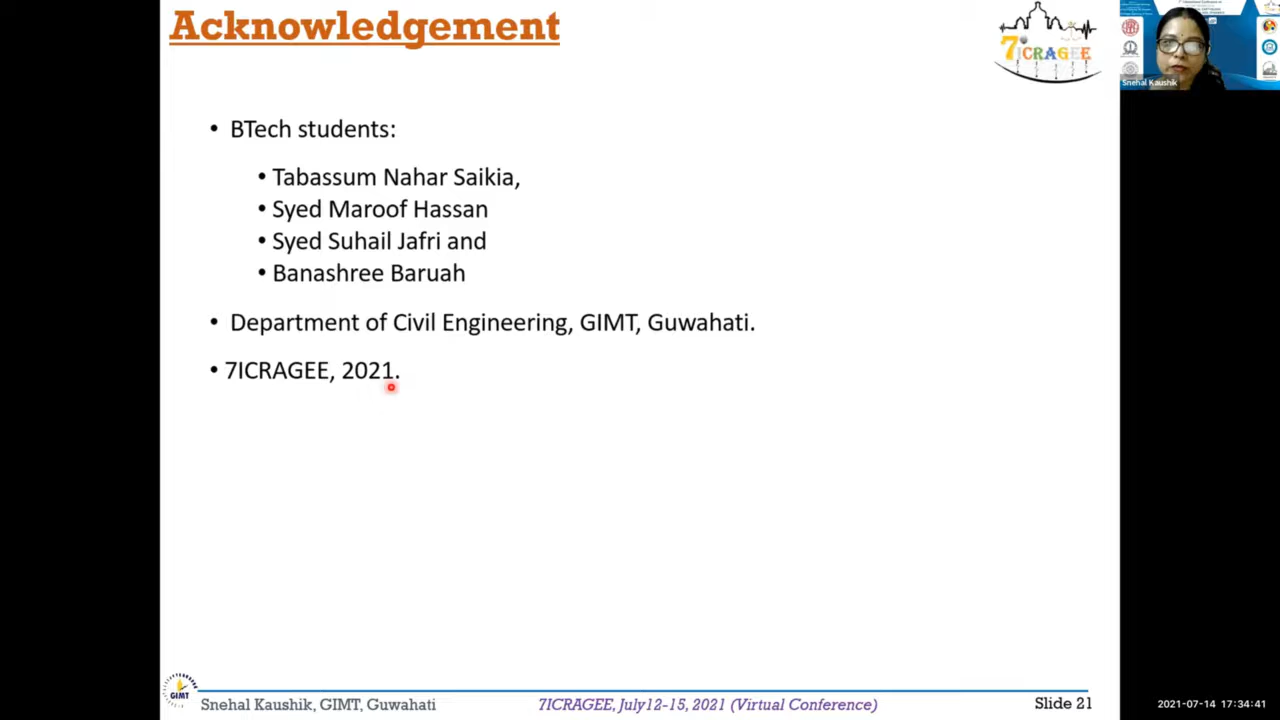 Acknowledgement
7ICRAGEE
Snehal Kaushik
• BTech students:
• Tabassum Nahar Saikia,
• Syed Maroof Hassan
• Syed Suhail Jafri and
• Banashree Baruah
• Department of Civil Engineering, GIMT, Guwahati.
• 7ICRAGEE, 2021.
GIMT
Snehal Kaushik, GIMT, Guwahati
7ICRAGEE, July12-15, 2021 (Virtual Conference)
Slide 21
2021-07-14 17:34:41